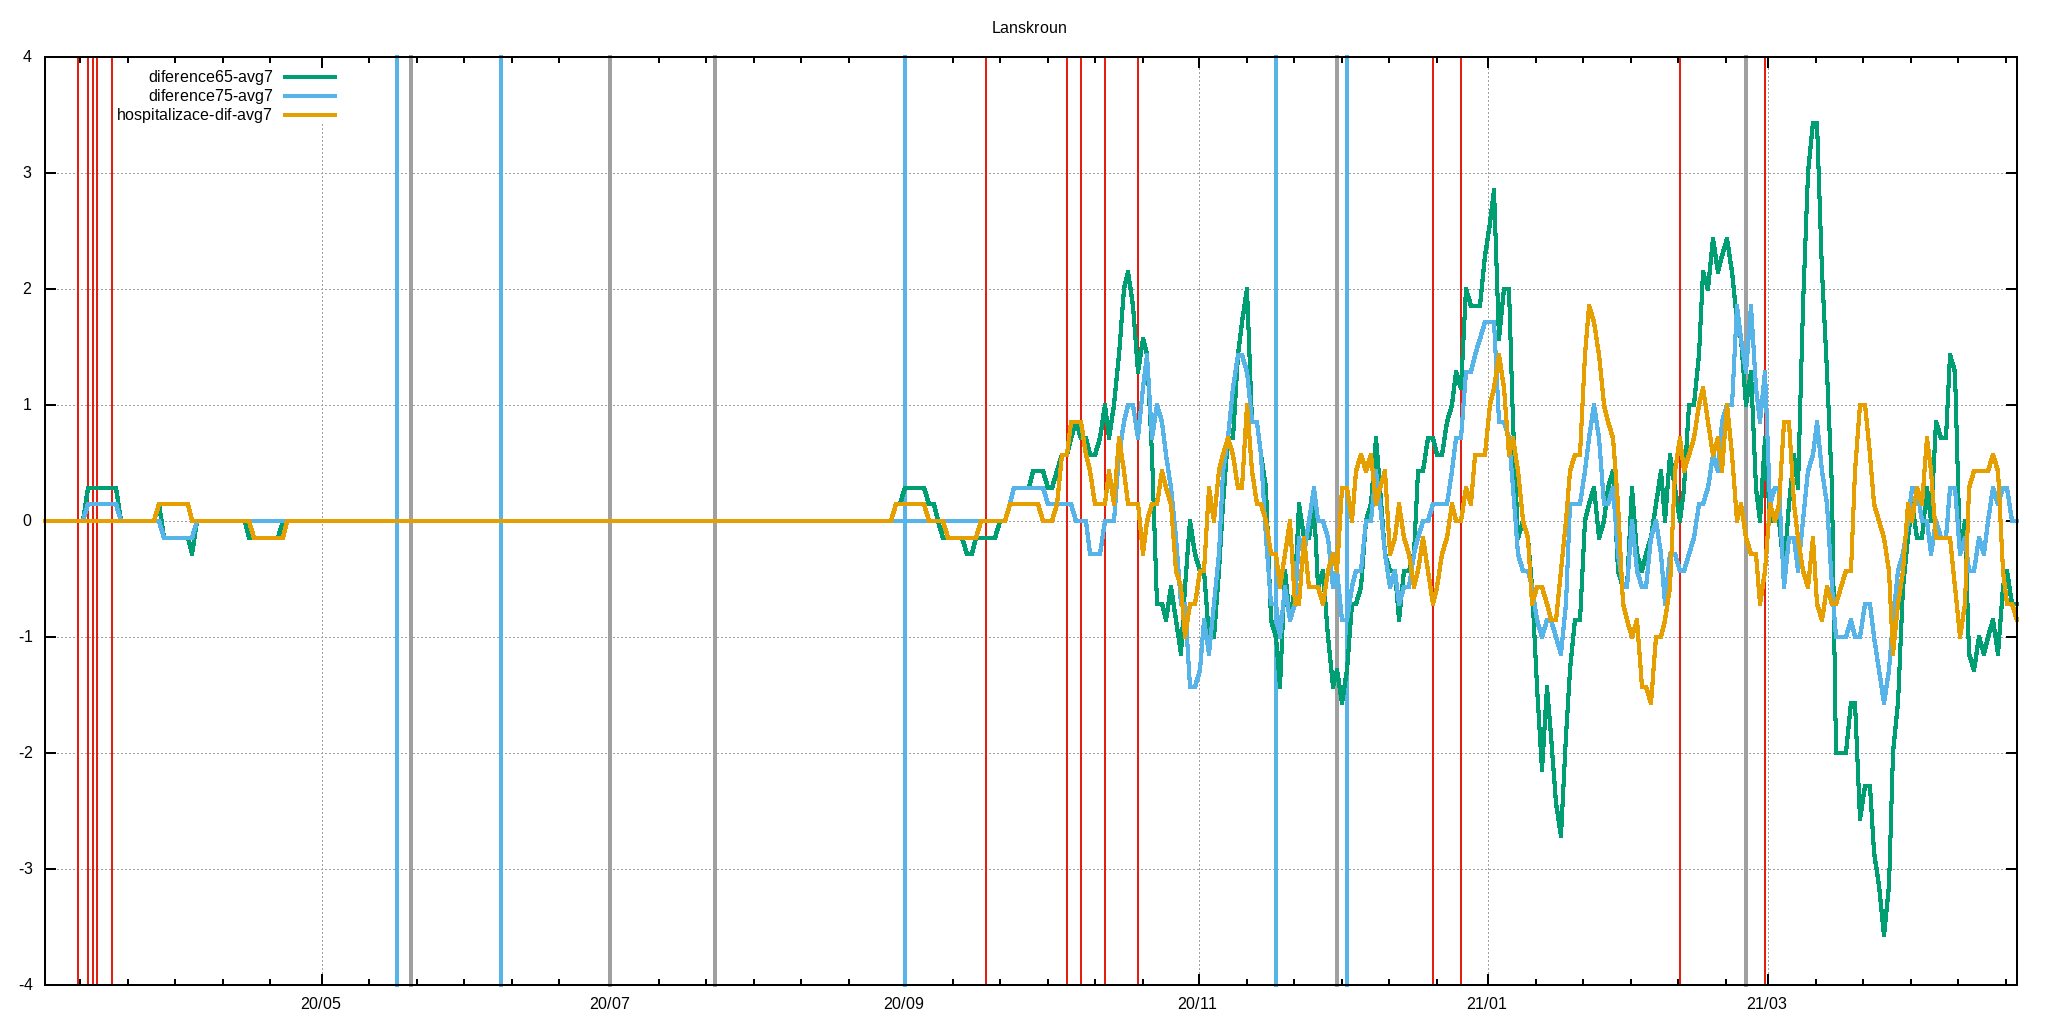 Lanskroun
diference65-avg7
diference75-avg7
hospitalizace-dif-avg7
4
3
2
1
0
-1
-2
-3
-4
20/05 20/07 20/09 20/11 21/01 21/03